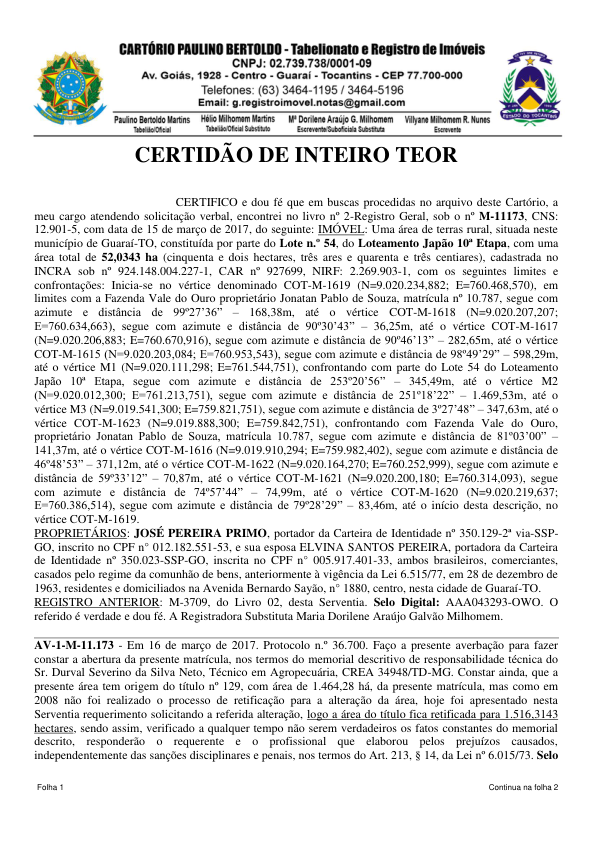 CARTÓRIO PAULINO BERTOLDO - Tabelionato e Registro de Imóveis
CNPJ: 02.739.738/0001-09
Av. Goiás, 1928 - Centro - Guaraí - Tocantins - CEP 77.700-000
Telefones: (63) 3464-1195 / 3464-5196
Email: g.registroimovel.notas@gmail.com
Paulino Bertoldo Martins Hélio Milhomem Martins Mª Dorilene Araújo G. Milhomem Villyane Milhomem R. Nunes
Tabelião/Oficial Tabelião/Oficial Substituto Escrevente/Suboficiala Substituta Escrevente
CERTIDÃO DE INTEIRO TEOR
CERTIFICO e dou fé que em buscas procedidas no arquivo deste Cartório, a
meu cargo atendendo solicitação verbal, encontrei no livro nº 2-Registro Geral, sob o nº M-11173, CNS:
12.901-5, com data de 15 de março de 2017, do seguinte: IMÓVEL: Uma área de terras rural, situada neste
município de Guaraí-TO, constituída por parte do Lote n.º 54, do Loteamento Japão 10ª Etapa, com uma
área total de 52,0343 ha (cinquenta e dois hectares, três ares e quarenta e três centiares), cadastrada no
INCRA sob nº 924.148.004.227-1, CAR nº 927699, NIRF: 2.269.903-1, com os seguintes limites e
confrontações: Inicia-se no vértice denominado COT-M-1619 (N=9.020.234,882; E=760.468,570), em
limites com a Fazenda Vale do Ouro proprietário Jonatan Pablo de Souza, matrícula nº 10.787, segue com
azimute e distância de 99º27’36” – 168,38m, até o vértice COT-M-1618 (N=9.020.207,207;
E=760.634,663), segue com azimute e distância de 90º30’43” – 36,25m, até o vértice COT-M-1617
(N=9.020.206,883; E=760.670,916), segue com azimute e distância 90º46’13” – 282,65m, até o vértice
COT-M-1615 (N=9.020.203,084; E=760.953,543), segue com azimute e distância de 98º49’29” – 598,29m,
até o vértice M1 (N=9.020.111,298; E=761.544,751), confrontando com parte do Lote 54 do Loteamento
Japão 10ª Etapa, segue com azimute e distância de 253º20’56” – 345,49m, até o vértice M2
(N=9.020.012,300; E=761.213,751), segue com azimute e distância de 251º18’22” – 1.469,53m, até o
vértice M3 (N=9.019.541,300; E=759.821,751), segue com azimute e distância de 3º27’48” – 347,63m, até o
vértice COT-M-1623 (N=9.019.888,300; E=759.842,751), confrontando com Fazenda Vale do Ouro,
proprietário Jonatan Pablo de Souza, matrícula 10.787, segue com azimute e distância de 81º03’00” –
141,37m, até o vértice COT-M-1616 (N=9.019.910,294; E=759.982,402), segue com azimute e distância de
46º48’53” – 371,12m, até o vértice COT-M-1622 (N=9.020.164,270; E=760.252,999), segue com azimute e
distância de 59º33’12” – 70,87m, até o vértice COT-M-1621 (N=9.020.200,180; E=760.314,093), segue
com azimute e distância de 74º57’44” – 74,99m, até o vértice COT-M-1620 (N=9.020.219,637;
E=760.386,514), segue com azimute e distância de 79º28’29” – 83,46m, até o início desta descrição, no
vértice COT-M-1619.
PROPRIETÁRIOS: JOSÉ PEREIRA PRIMO, portador da Carteira de Identidade nº 350.129-2ª via-SSP-
GO, inscrito no CPF n° 012.182.551-53, e sua esposa ELVINA SANTOS PEREIRA, portadora da Carteira
de Identidade nº 350.023-SSP-GO, inscrita no CPF n° 005.917.401-33, ambos brasileiros, comerciantes,
casados pelo regime da comunhão de bens, anteriormente à vigência da Lei 6.515/77, em 28 de dezembro de
1963, residentes e domiciliados na Avenida Bernardo Sayão, n° 1880, centro, nesta cidade de Guaraí-TO.
REGISTRO ANTERIOR: M-3709, do Livro 02, desta Serventia. Selo Digital: AAA043293-OWO. O
referido é verdade e dou fé. A Registradora Substituta Maria Dorilene Araújo Galvão Milhomem.
AV-1-M-11.173 - Em 16 de março de 2017. Protocolo n.º 36.700. Faço a presente averbação para fazer
constar a abertura da presente matrícula, nos termos do memorial descritivo de responsabilidade técnica do
Sr. Durval Severino da Silva Neto, Técnico em Agropecuária, CREA 34948/TD-MG. Constar ainda, que a
presente área tem origem do título nº 129, com área de 1.464,28 há, da presente matrícula, mas como em
2008 não foi realizado o processo de retificação para a alteração da área, hoje foi apresentado nesta
Serventia requerimento solicitando a referida alteração, logo a área do título fica retificada para 1.516,3143
hectares, sendo assim, verificado a qualquer tempo não serem verdadeiros os fatos constantes do memorial
descrito, responderão o requerente e o profissional que elaborou pelos prejuízos causados,
independentemente das sanções disciplinares e penais, nos termos do Art. 213, § 14, da Lei nº 6.015/73. Selo
Folha 1 Continua na folha 2